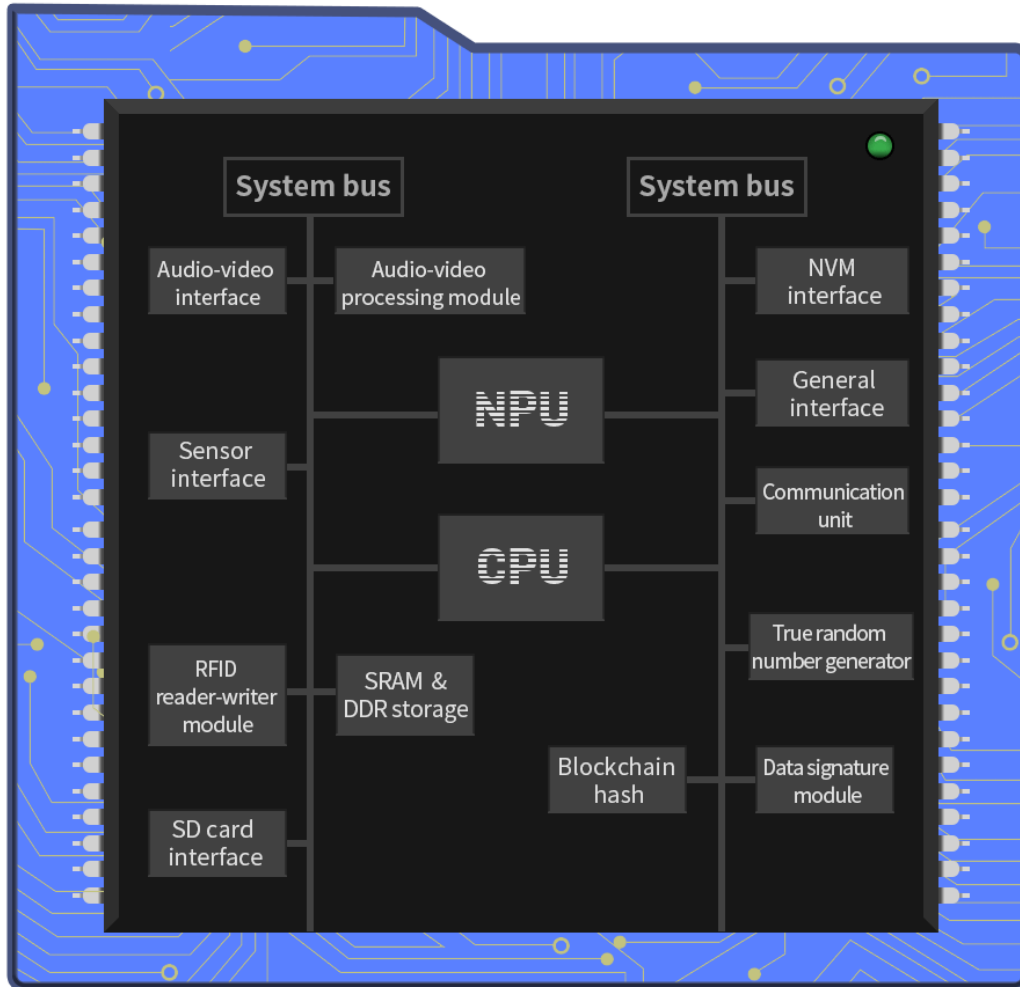 System bus
System bus
Audio-video
interface
Audio-video
processing module
NVM
interface
NPU
General
interface
Sensor
interface
Communication
unit
CPU
True random
number generator
RFID
reader-writer
module
SRAM &
DDR storage
Blockchain
hash
Data signature
module
SD card
interface